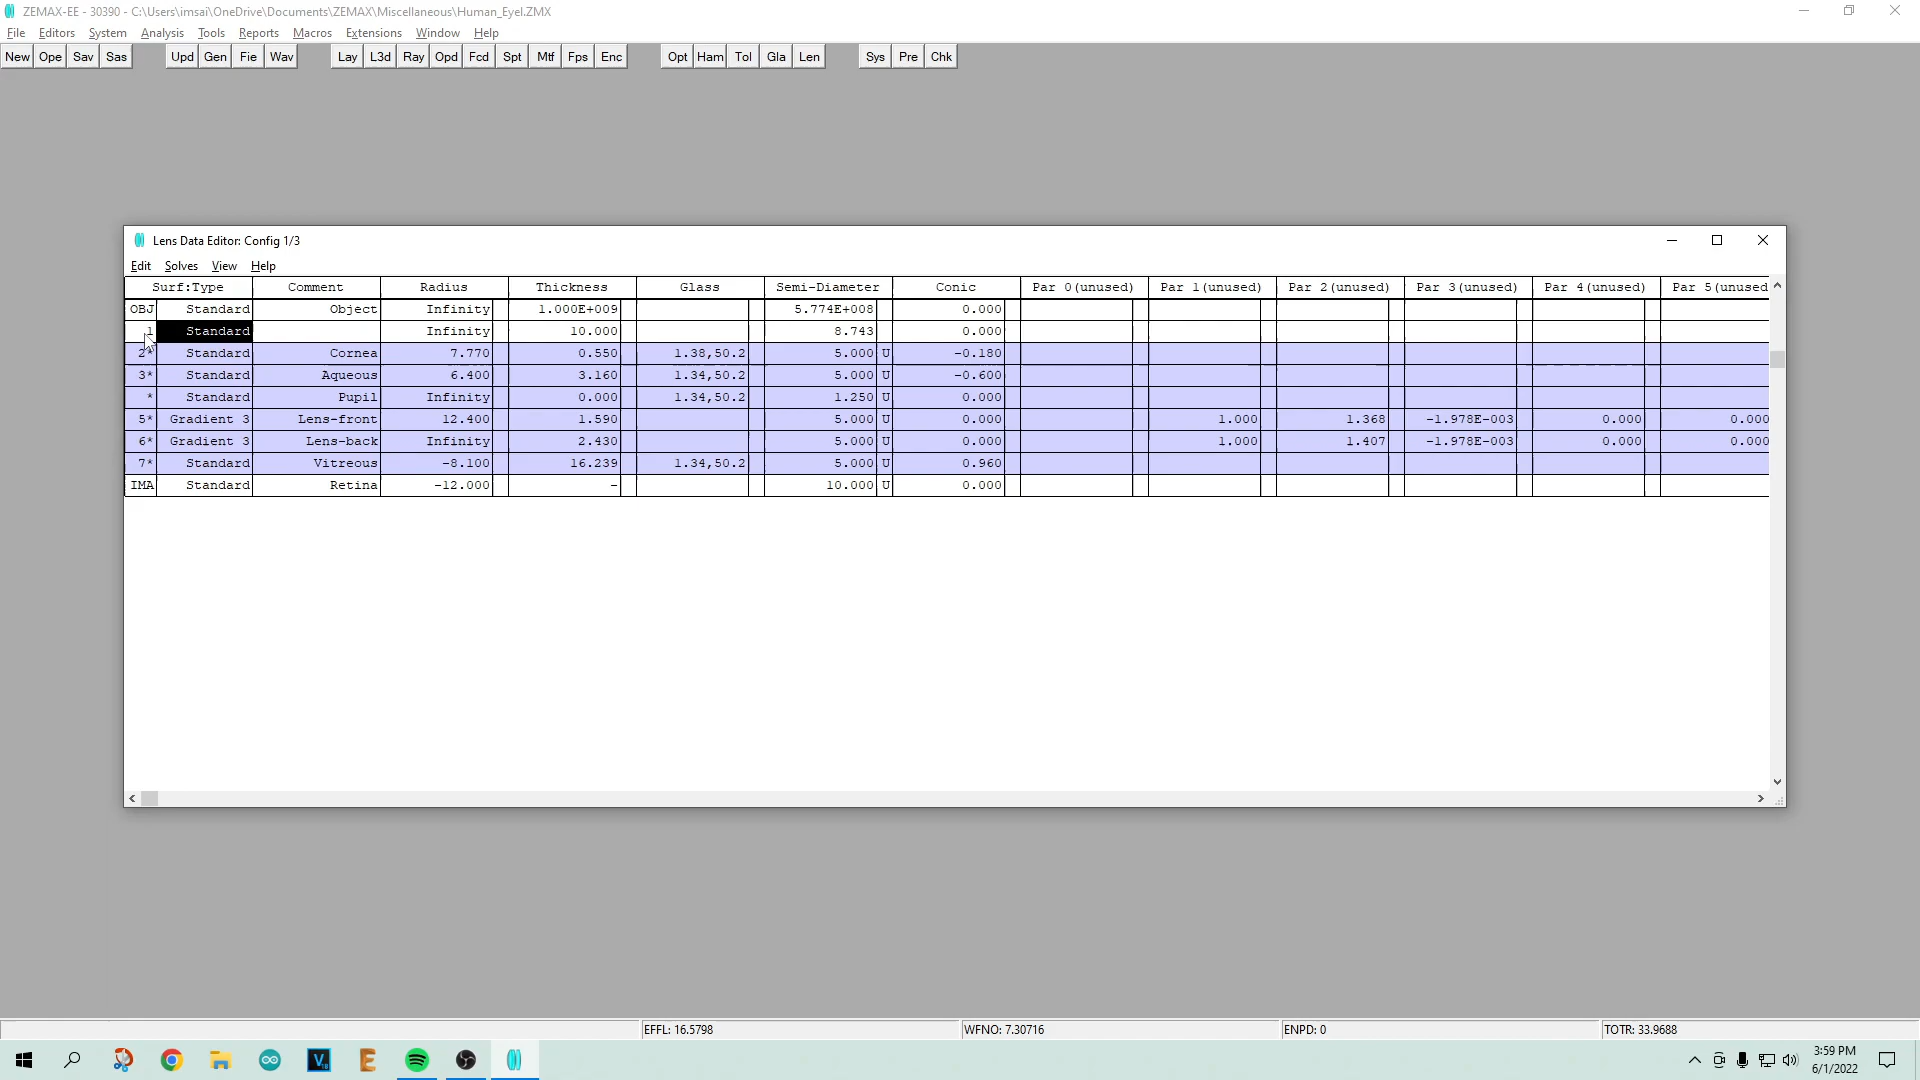 ZEMAX-EE - 30390 - C:\Users\imsai\OneDrive\Documents\ZEMAX\Miscellaneous\Human_Eyel.ZMX
File Editors System Analysis Tools Reports Macros Extensions Window Help
New Ope Sav Sas Upd Gen Fie Wav Lay L3d Ray Opd Fcd Spt Mtf Fps Enc Opt Ham Tol Gla Len Sys Pre Chk
Lens Data Editor: Config 1/3
Edit Solves View Help
Surf:Type Comment Radius Thickness Glass Semi-Diameter Conic Par 0(unused) Par 1(unused) Par 2(unused) Par 3(unused) Par 4(unused) Par 5(unused
OBJ Standard Object Infinity 1.000E+009 5.774E+008 0.000
1 Standard Infinity 10.000 8.743 0.000
2* Standard Cornea 7.770 0.550 1.38,50.2 5.000 U -0.180
3* Standard Aqueous 6.400 3.160 1.34,50.2 5.000 U -0.600
* Standard Pupil Infinity 0.000 1.34,50.2 1.250 U 0.000
5* Gradient 3 Lens-front 12.400 1.590 5.000 U 0.000 1.000 1.368 -1.978E-003 0.000 0.000
6* Gradient 3 Lens-back Infinity 2.430 5.000 U 0.000 1.000 1.407 -1.978E-003 0.000 0.000
7* Standard Vitreous -8.100 16.239 1.34,50.2 5.000 U 0.960
IMA Standard Retina -12.000 - 10.000 U 0.000
EFFL: 16.5798 WFNO: 7.30716 ENPD: 0 TOTR: 33.9688
3:59 PM
6/1/2022